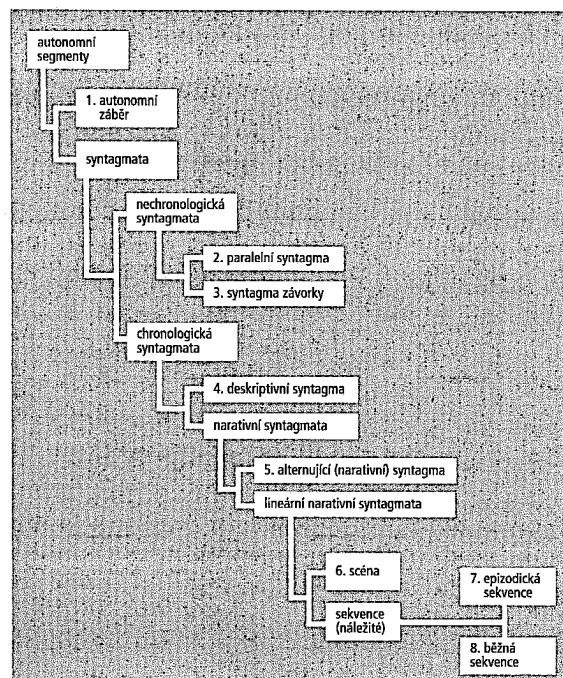 autonomní
segmenty
1. autonomní
záběr
syntagmata
nechronologická
syntagmata
2. paralelní syntagma
3. syntagma závorky
chronologická
syntagmata
4. deskriptivní syntagma
narativní syntagmata
5. alternující (narativní) syntagma
lineární narativní syntagmata
6. scéna
sekvence
(náležité)
7. epizodická
sekvence
8. běžná
sekvence